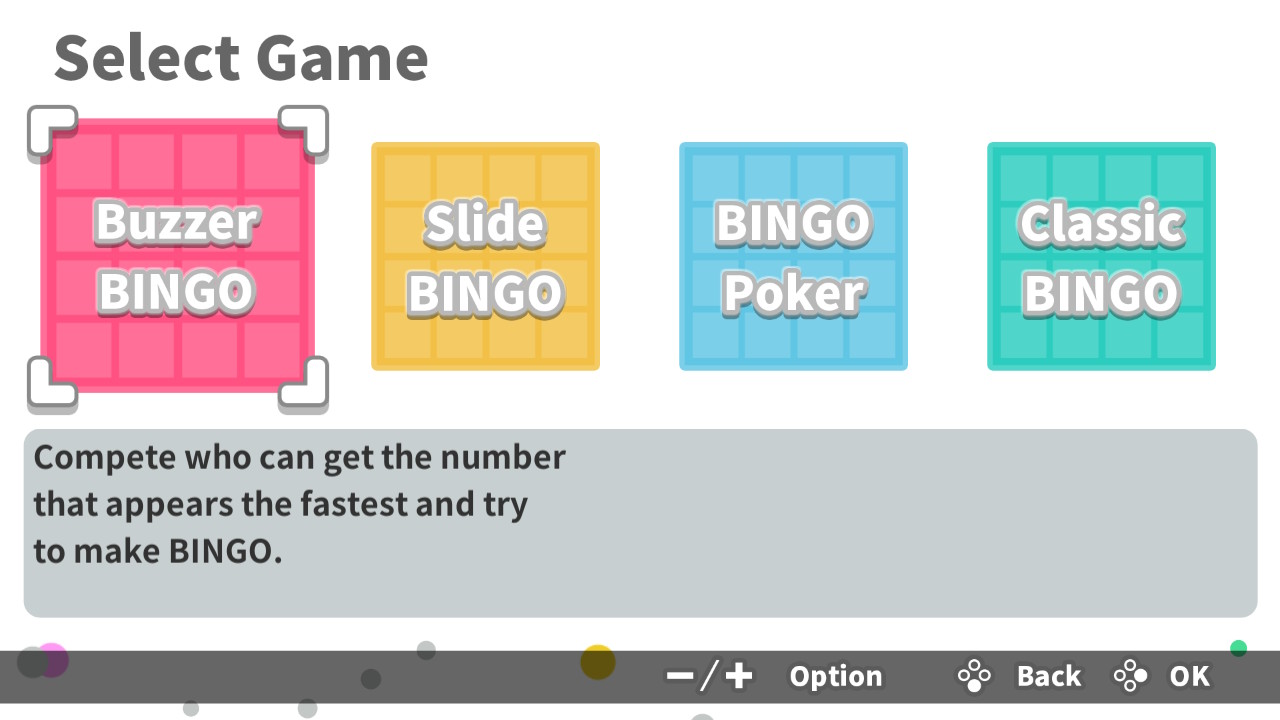 Select Game
Buzzer
BINGO
Slide
BINGO
BINGO
Poker
Classic
BINGO
Compete who can get the number
that appears the fastest and try
to make BINGO.
−/+ Option Back OK